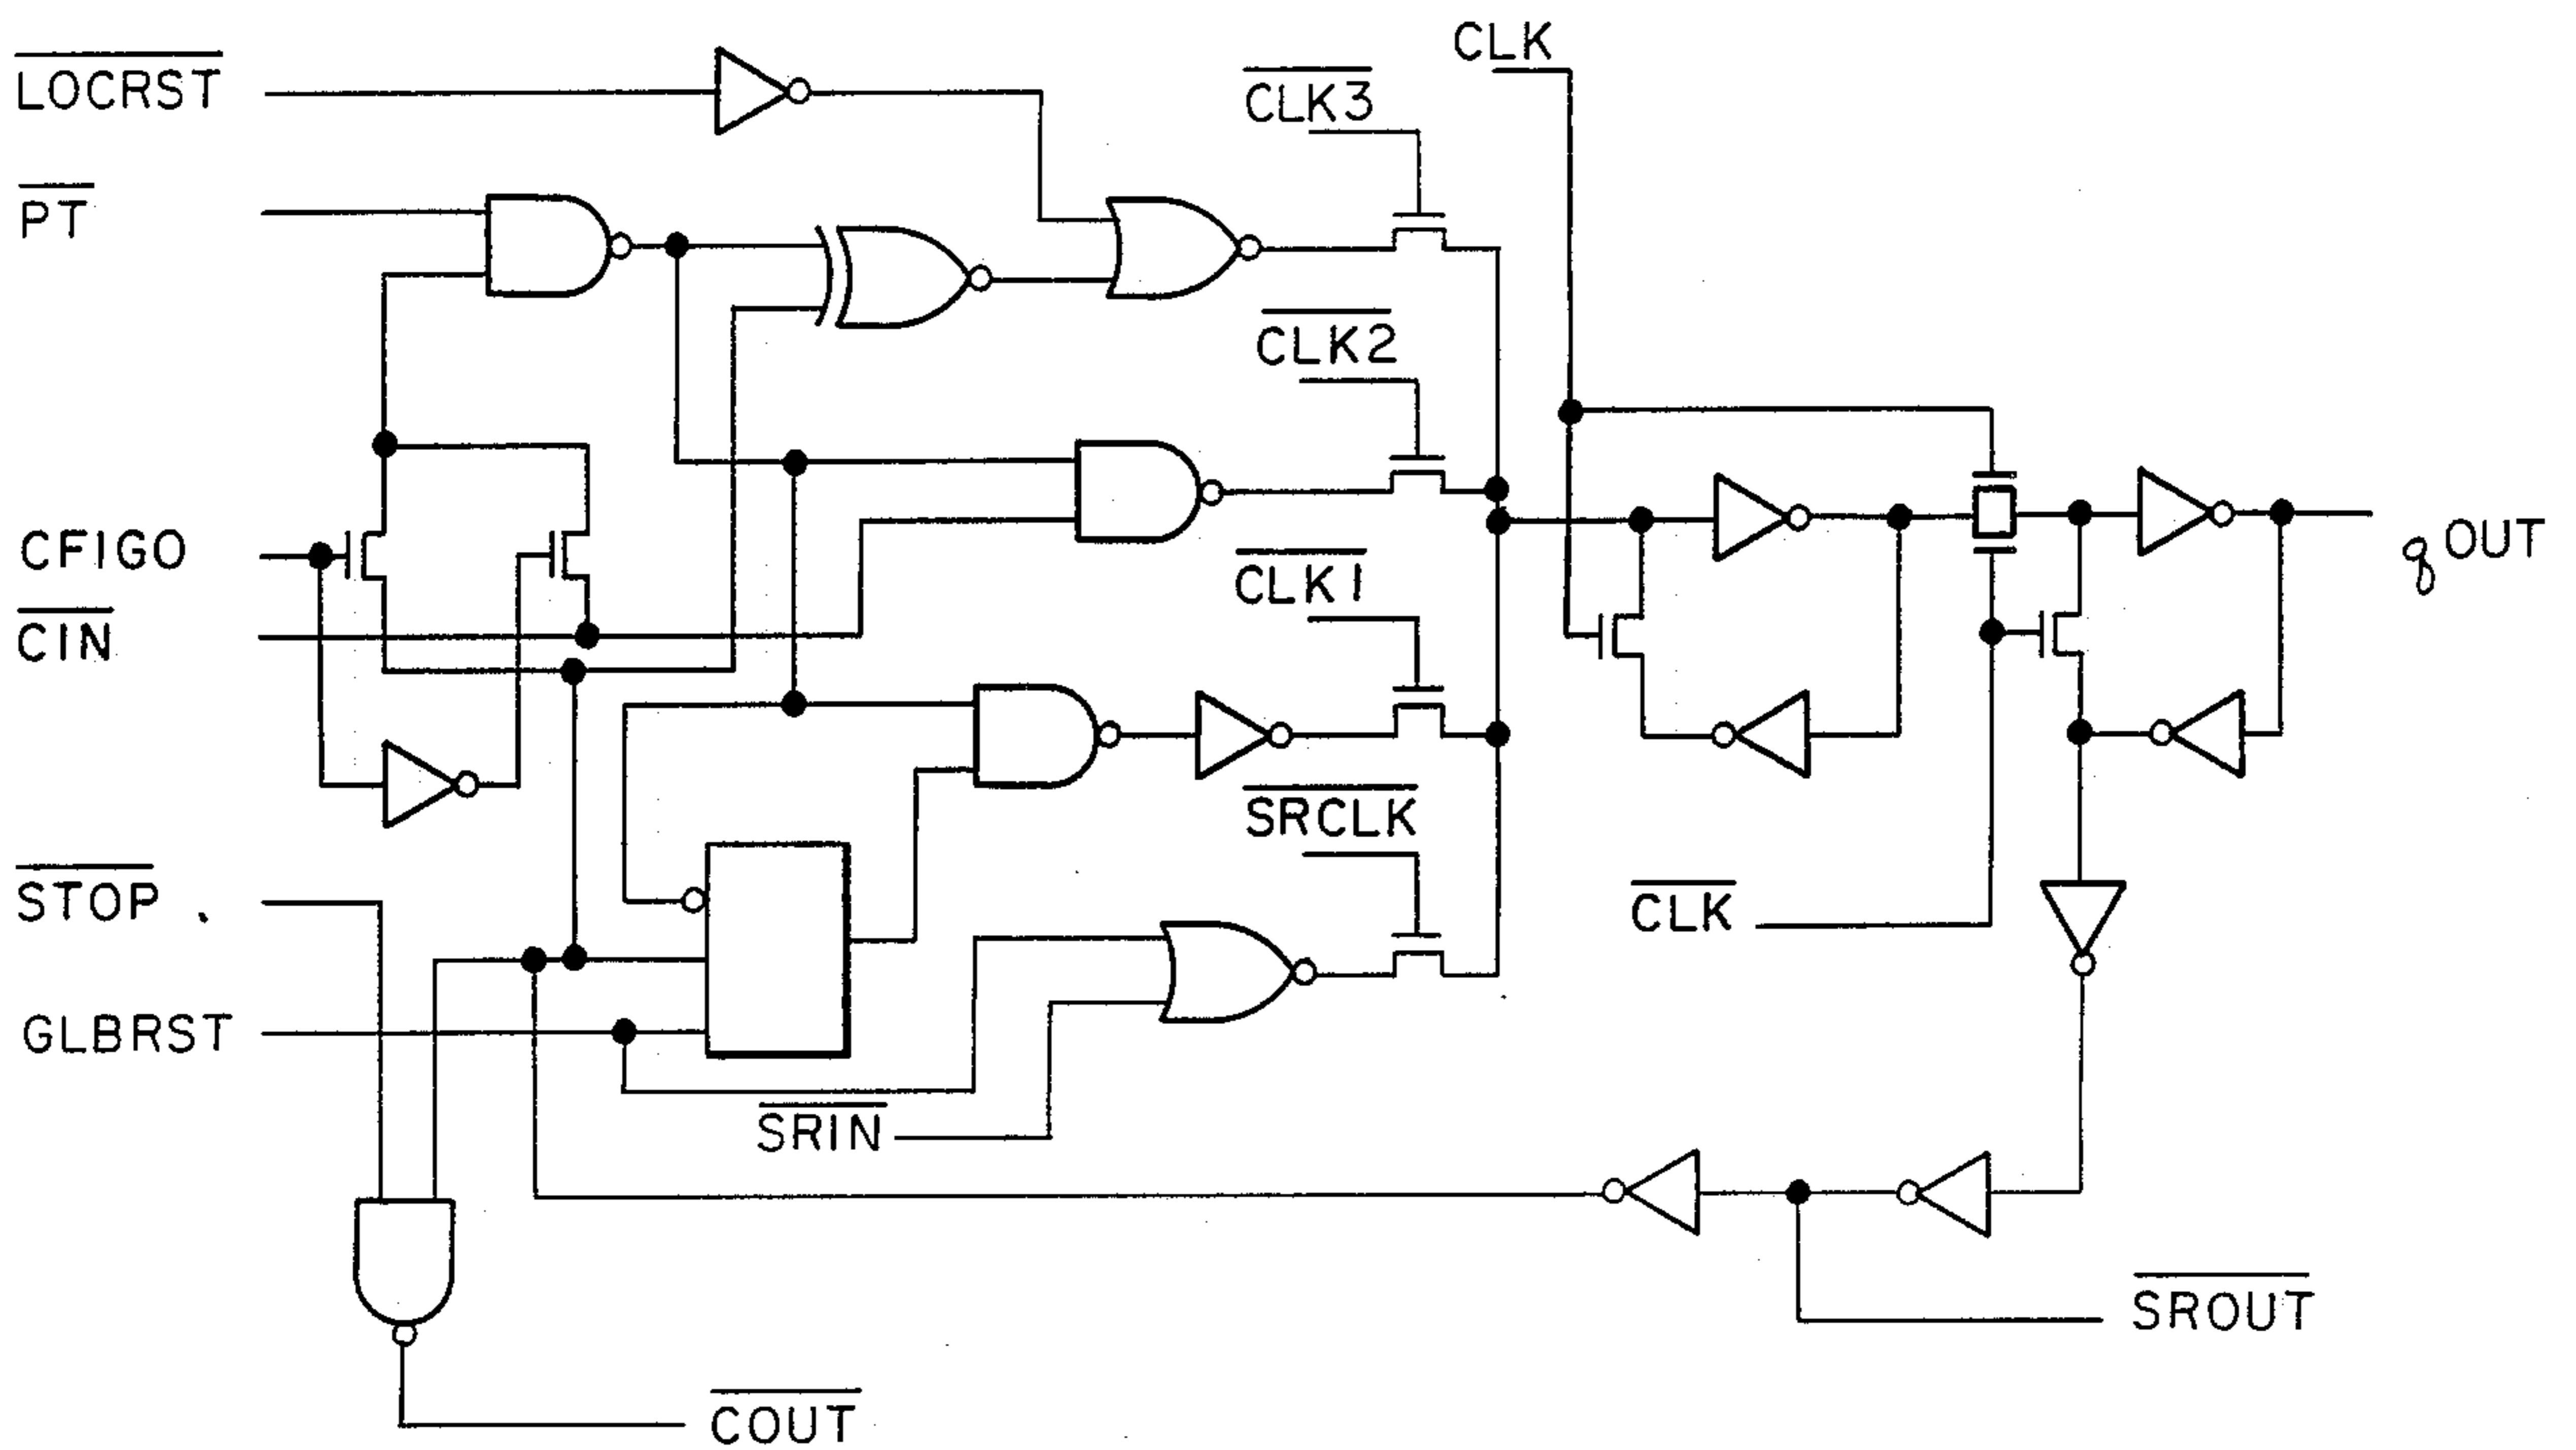 CLK
LOCRST
CLK3
PT
CLK2
CFIGO
CIN
CLK1
q OUT
SRCLK
STOP
CLK
GLBRST
SRIN
SROUT
COUT